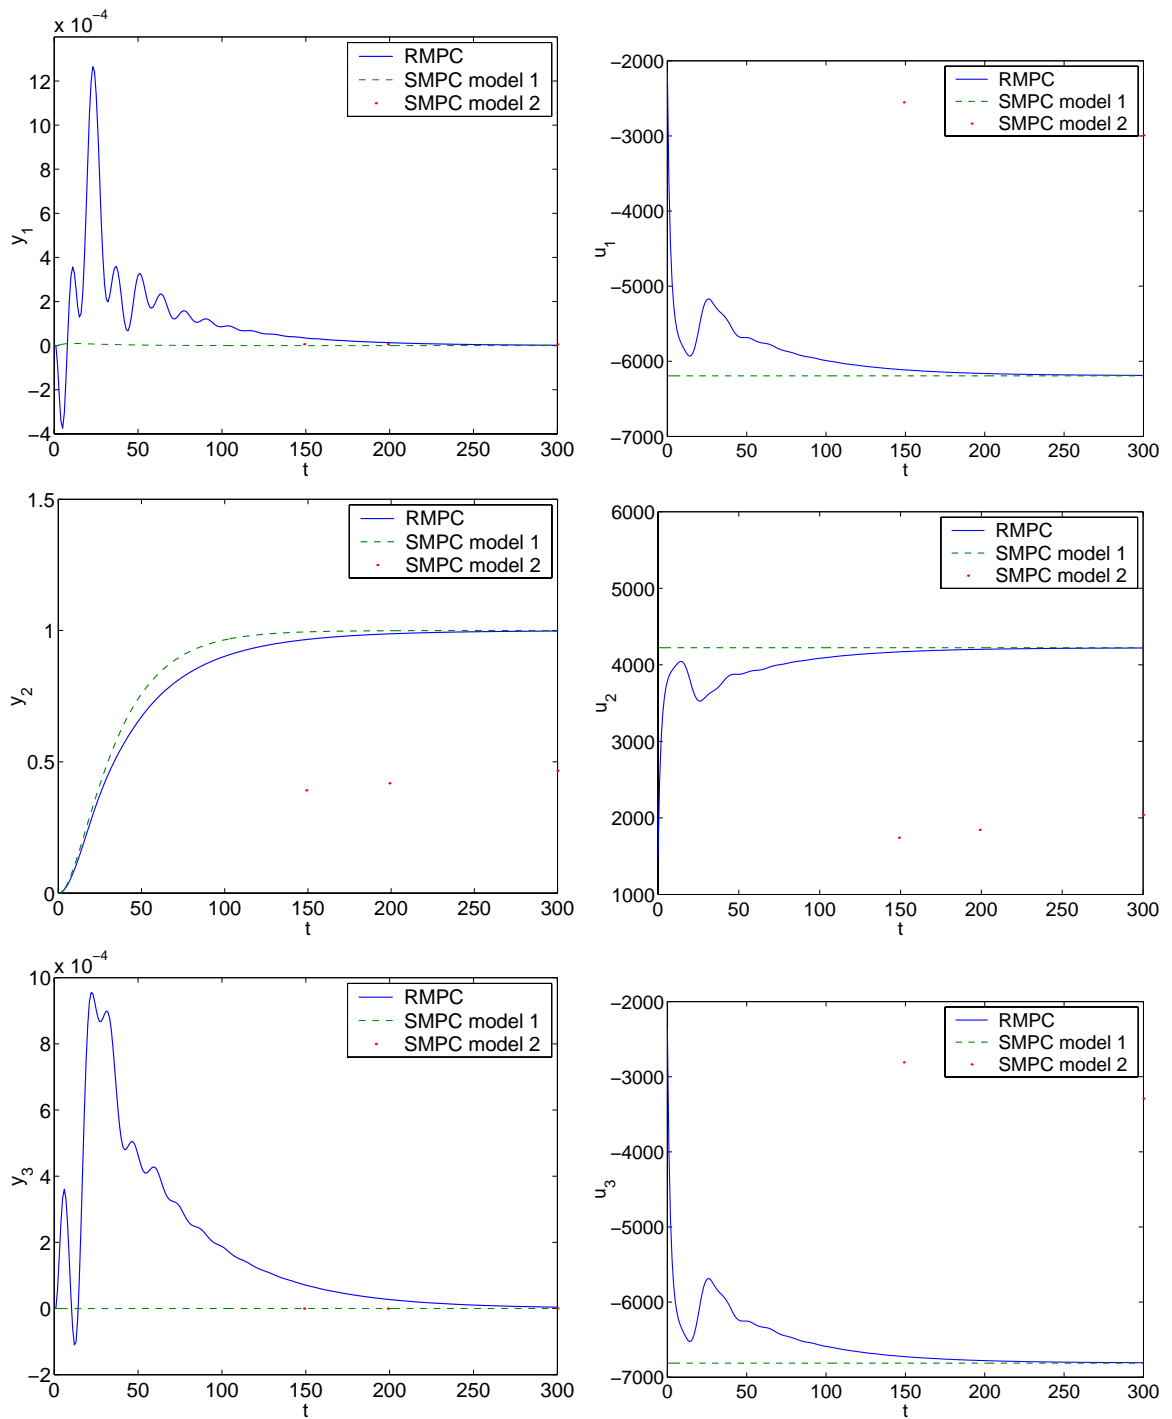 x 10^-4
12
10
8
6
4
2
0
−2
−4
y_1
0 50 100 150 200 250 300
t
RMPC
SMPC model 1
SMPC model 2
−2000
−3000
−4000
−5000
−6000
−7000
u_1
0 50 100 150 200 250 300
t
RMPC
SMPC model 1
SMPC model 2
1.5
1
0.5
0
y_2
0 50 100 150 200 250 300
t
RMPC
SMPC model 1
SMPC model 2
6000
5000
4000
3000
2000
1000
u_2
0 50 100 150 200 250 300
t
RMPC
SMPC model 1
SMPC model 2
x 10^-4
10
8
6
4
2
0
−2
y_3
0 50 100 150 200 250 300
t
RMPC
SMPC model 1
SMPC model 2
−2000
−3000
−4000
−5000
−6000
−7000
u_3
0 50 100 150 200 250 300
t
RMPC
SMPC model 1
SMPC model 2